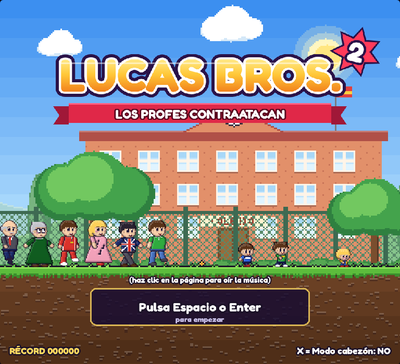 LUCAS BROS.
2
LOS PROFES CONTRAATACAN
(haz clic en la página para oír la música)
Pulsa Espacio o Enter
para empezar
RÉCORD 000000
X = Modo cabezón: NO